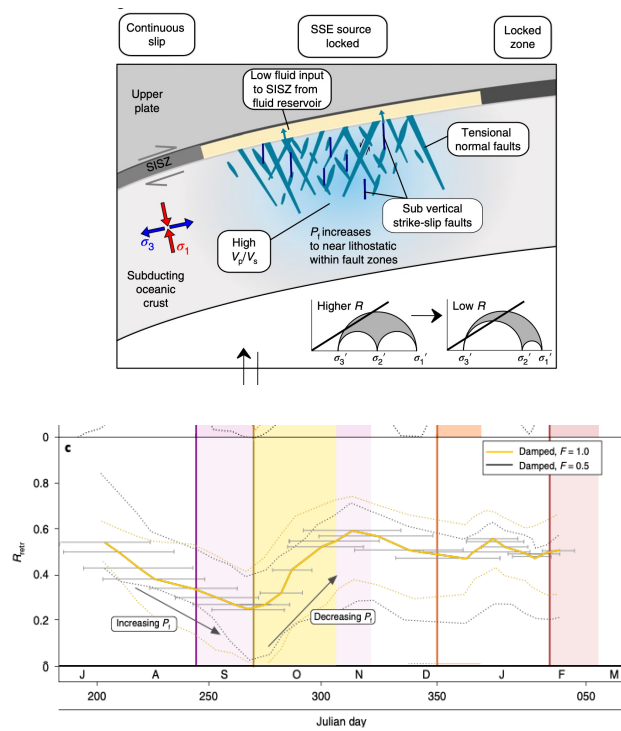 Continuous
slip
SSE source
locked
Locked
zone
Upper
plate
Low fluid input
to SISZ from
fluid reservoir
Tensional
normal faults
SISZ
Sub vertical
strike-slip faults
σ3
σ1
High
Vp/Vs
Pf increases
to near lithostatic
within fault zones
Subducting
oceanic
crust
Higher R
Low R
σ3′ σ2′ σ1′
σ3′ σ2′ σ1′
c
0
Damped, F = 1.0
Damped, F = 0.5
0.8
0.6
0.4
0.2
0
Rretr
Increasing Pf
Decreasing Pf
J A S O N D J F M
200 250 300 350 050
Julian day